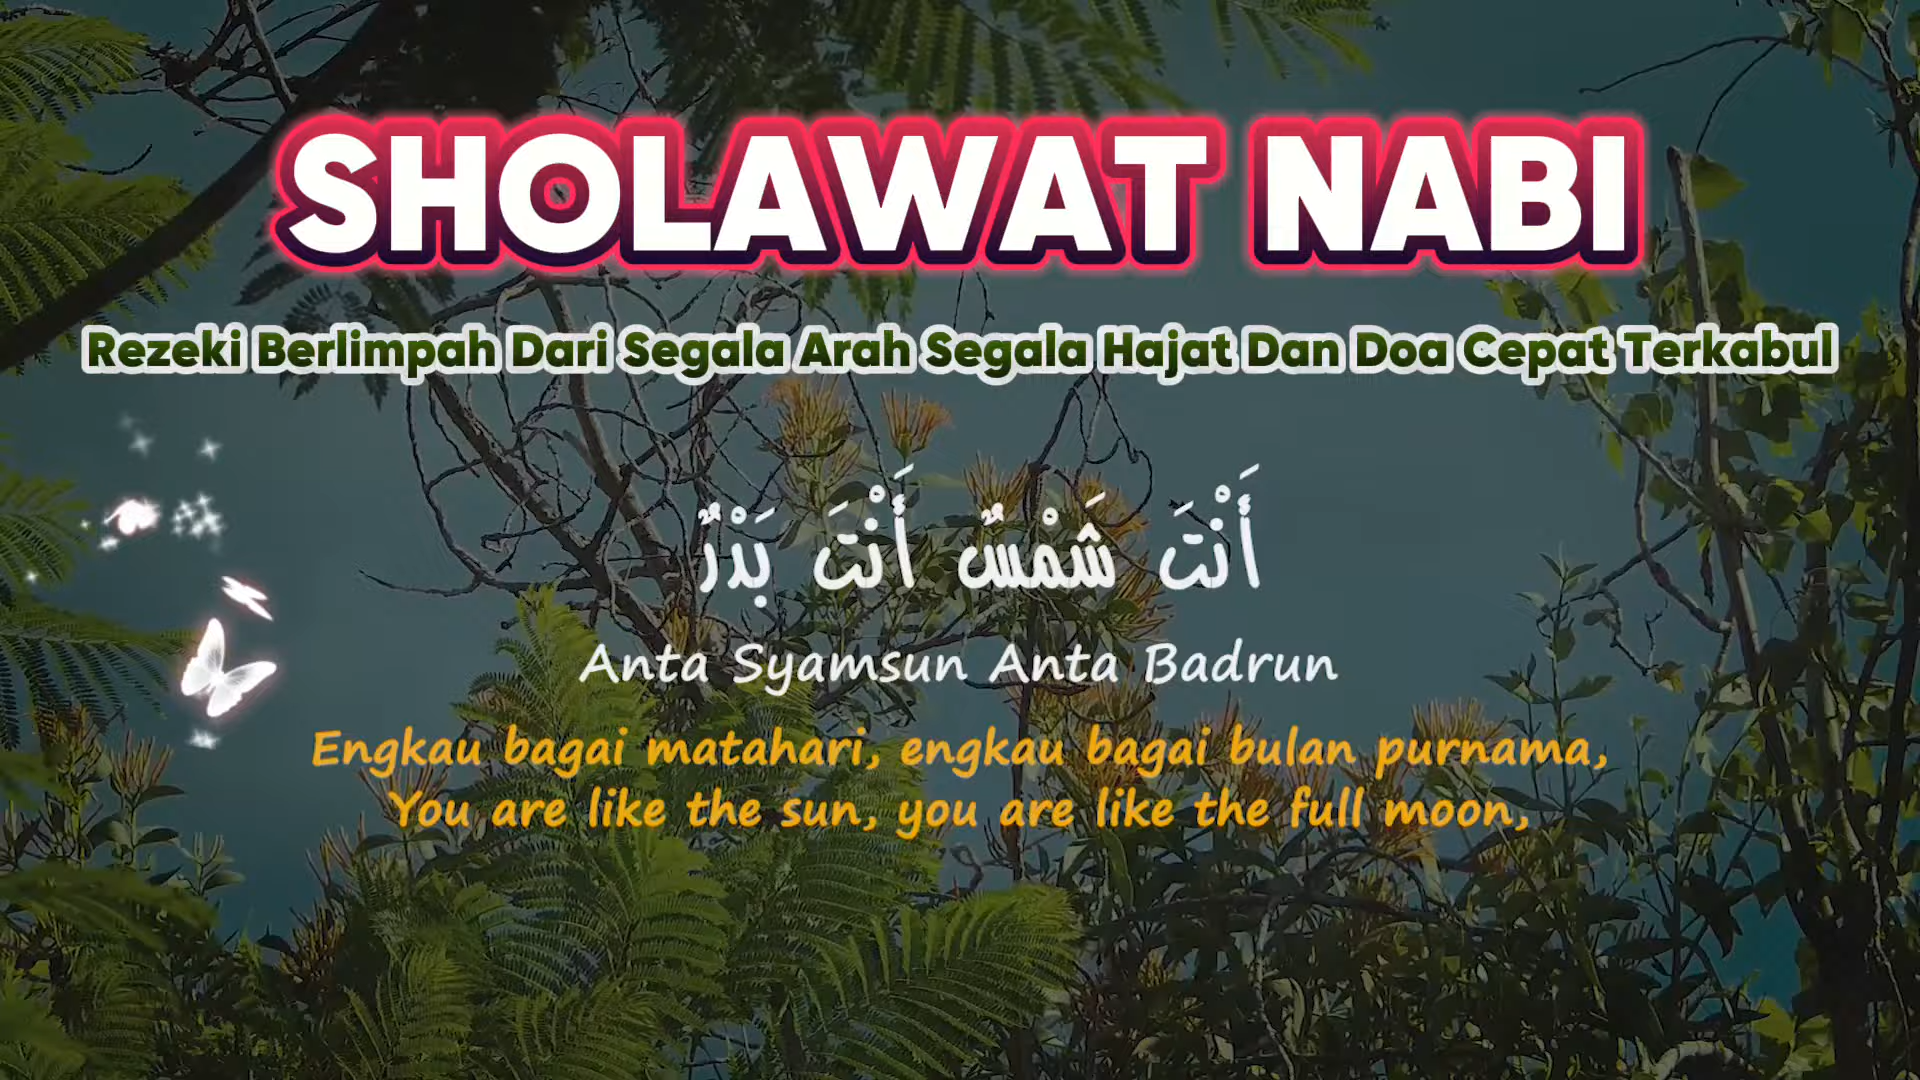 SHOLAWAT NABI
Rezeki Berlimpah Dari Segala Arah Segala Hajat Dan Doa Cepat Terkabul
أَنْتَ شَمْسٌ أَنْتَ بَدْرٌ
Anta Syamsun Anta Badrun
Engkau bagai matahari, engkau bagai bulan purnama,
You are like the sun, you are like the full moon,